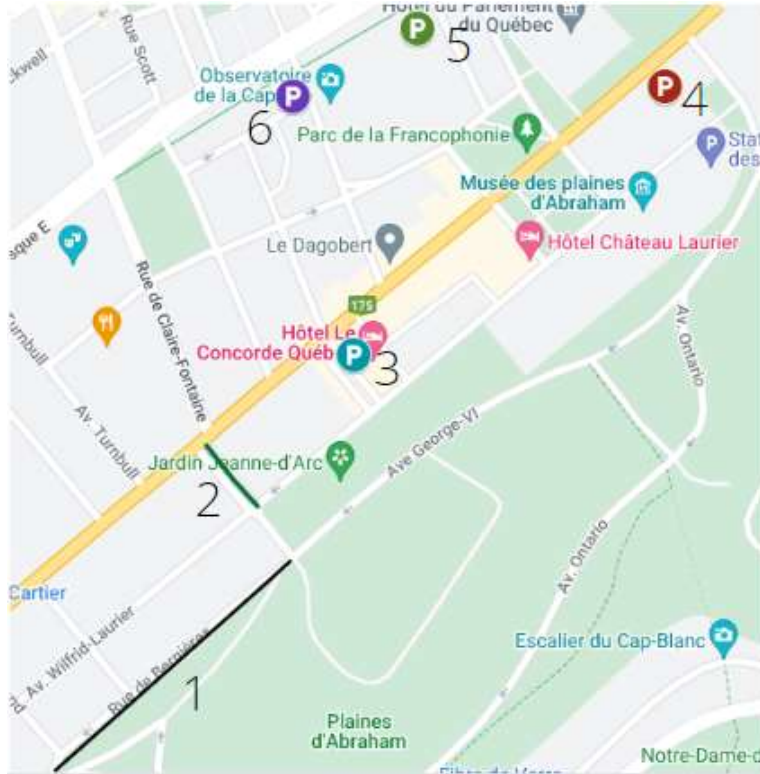 Hôtel du Parlement
du Québec
5
Rue Scott
ckwell
P
Observatoire
de la Cap
P
6
P
4
Parc de la Francophonie
P
Stat
des
Musée des plaines
d'Abraham
Hôtel Château Laurier
Le Dagobert
sque E
Rue de Claire-Fontaine
175
Hôtel Le
Concorde Québ
P
3
Av. Ontario
Turnbull
Av. Turnbull
Ave George-VI
Jardin Jeanne-d'Arc
2
Av. Ontario
Cartier
Av. Wilfrid-Laurier
Rue de Bernières
Escalier du Cap-Blanc
1
Plaines
d'Abraham
Notre-Dame-d